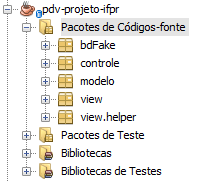 pdv-projeto-ifpr
Pacotes de Códigos-fonte
bdFake
controle
modelo
view
view.helper
Pacotes de Teste
Bibliotecas
Bibliotecas de Testes